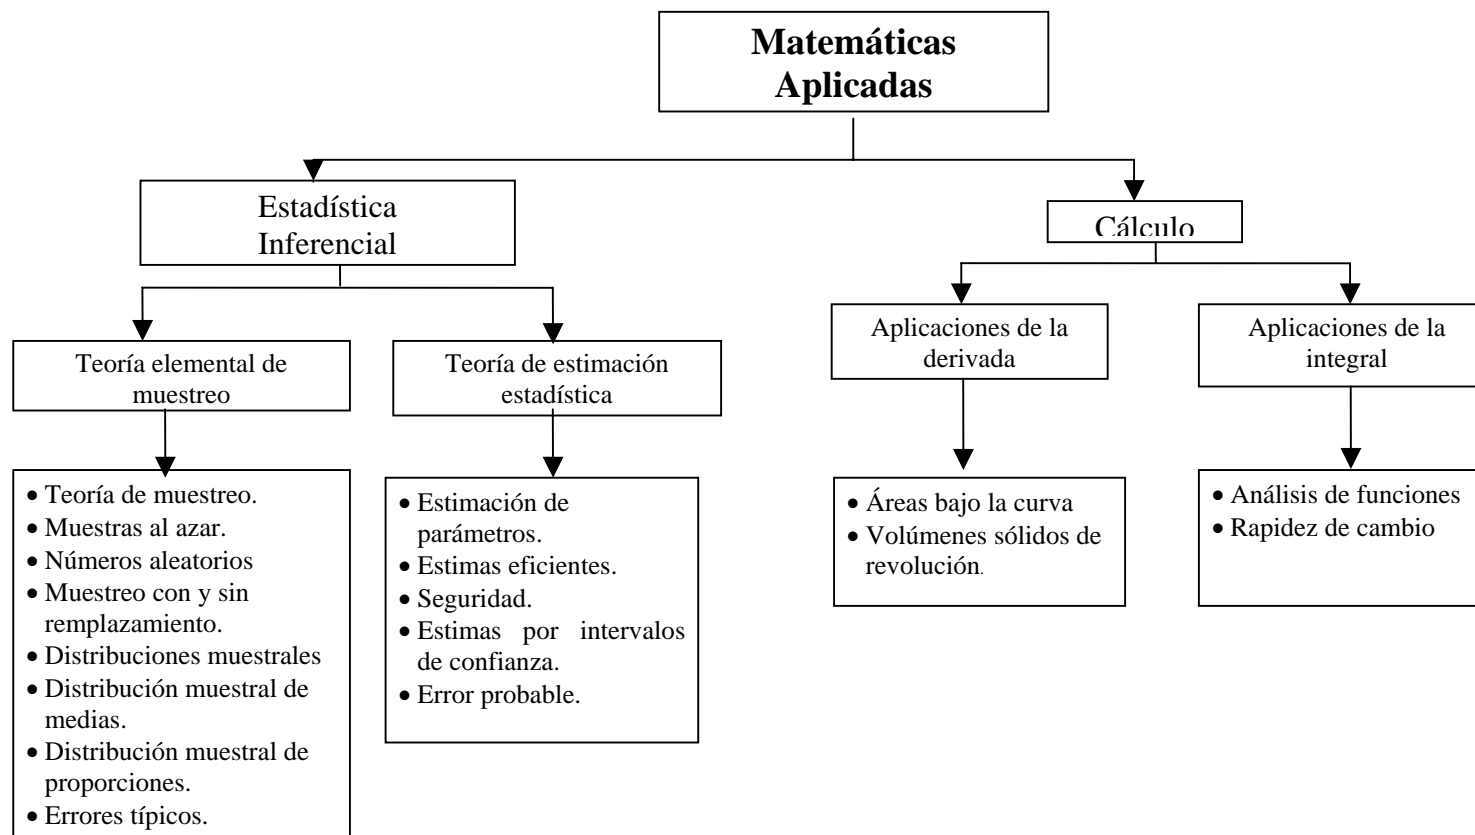 Matemáticas
Aplicadas
Estadística
Inferencial
Cálculo
Teoría elemental de
muestreo
Teoría de estimación
estadística
Aplicaciones de la
derivada
Aplicaciones de la
integral
• Teoría de muestreo.
• Muestras al azar.
• Números aleatorios
• Muestreo con y sin
remplazamiento.
• Distribuciones muestrales
• Distribución muestral de
medias.
• Distribución muestral de
proporciones.
• Errores típicos.
• Estimación de
parámetros.
• Estimas eficientes.
• Seguridad.
• Estimas por intervalos
de confianza.
• Error probable.
• Áreas bajo la curva
• Volúmenes sólidos de
revolución.
• Análisis de funciones
• Rapidez de cambio